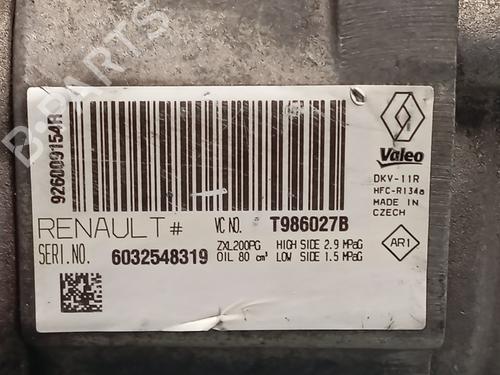 B-PARTS
926009154R
Valeo
DKV-11R
HFC-R134a
MADE IN
CZECH
RENAULT# VC NO. T986027B
SERI.NO. 6032548319
ZXL200PG HIGH SIDE 2.9 MPaG
OIL 80 cm³ LOW SIDE 1.5 MPaG
AR1